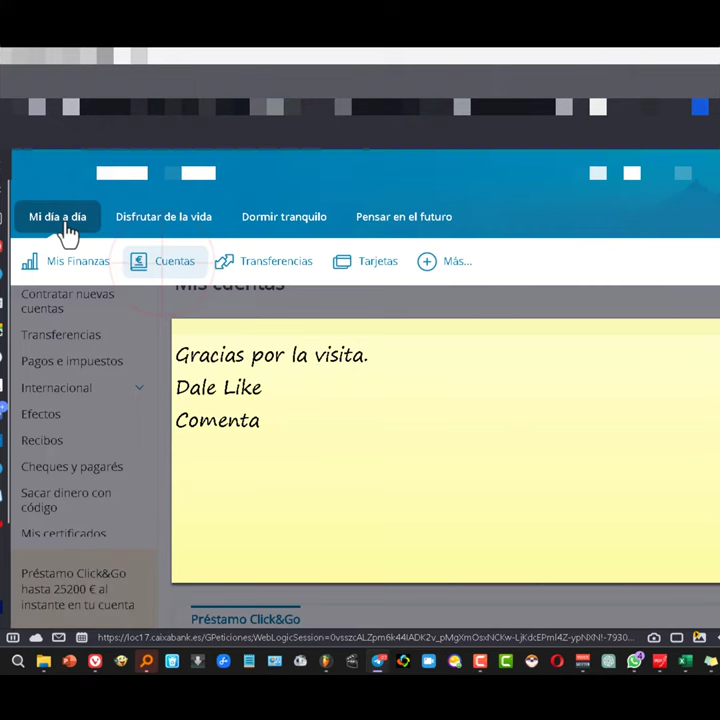 Mi día a día
Disfrutar de la vida
Dormir tranquilo
Pensar en el futuro
Mis Finanzas
Cuentas
Transferencias
Tarjetas
Más...
Mis cuentas
Contratar nuevas
cuentas
Transferencias
Pagos e impuestos
Internacional
Efectos
Recibos
Cheques y pagarés
Sacar dinero con
código
Mis certificados
Préstamo Click&Go
hasta 25200 € al
instante en tu cuenta
Gracias por la visita.
Dale Like
Comenta
Préstamo Click&Go